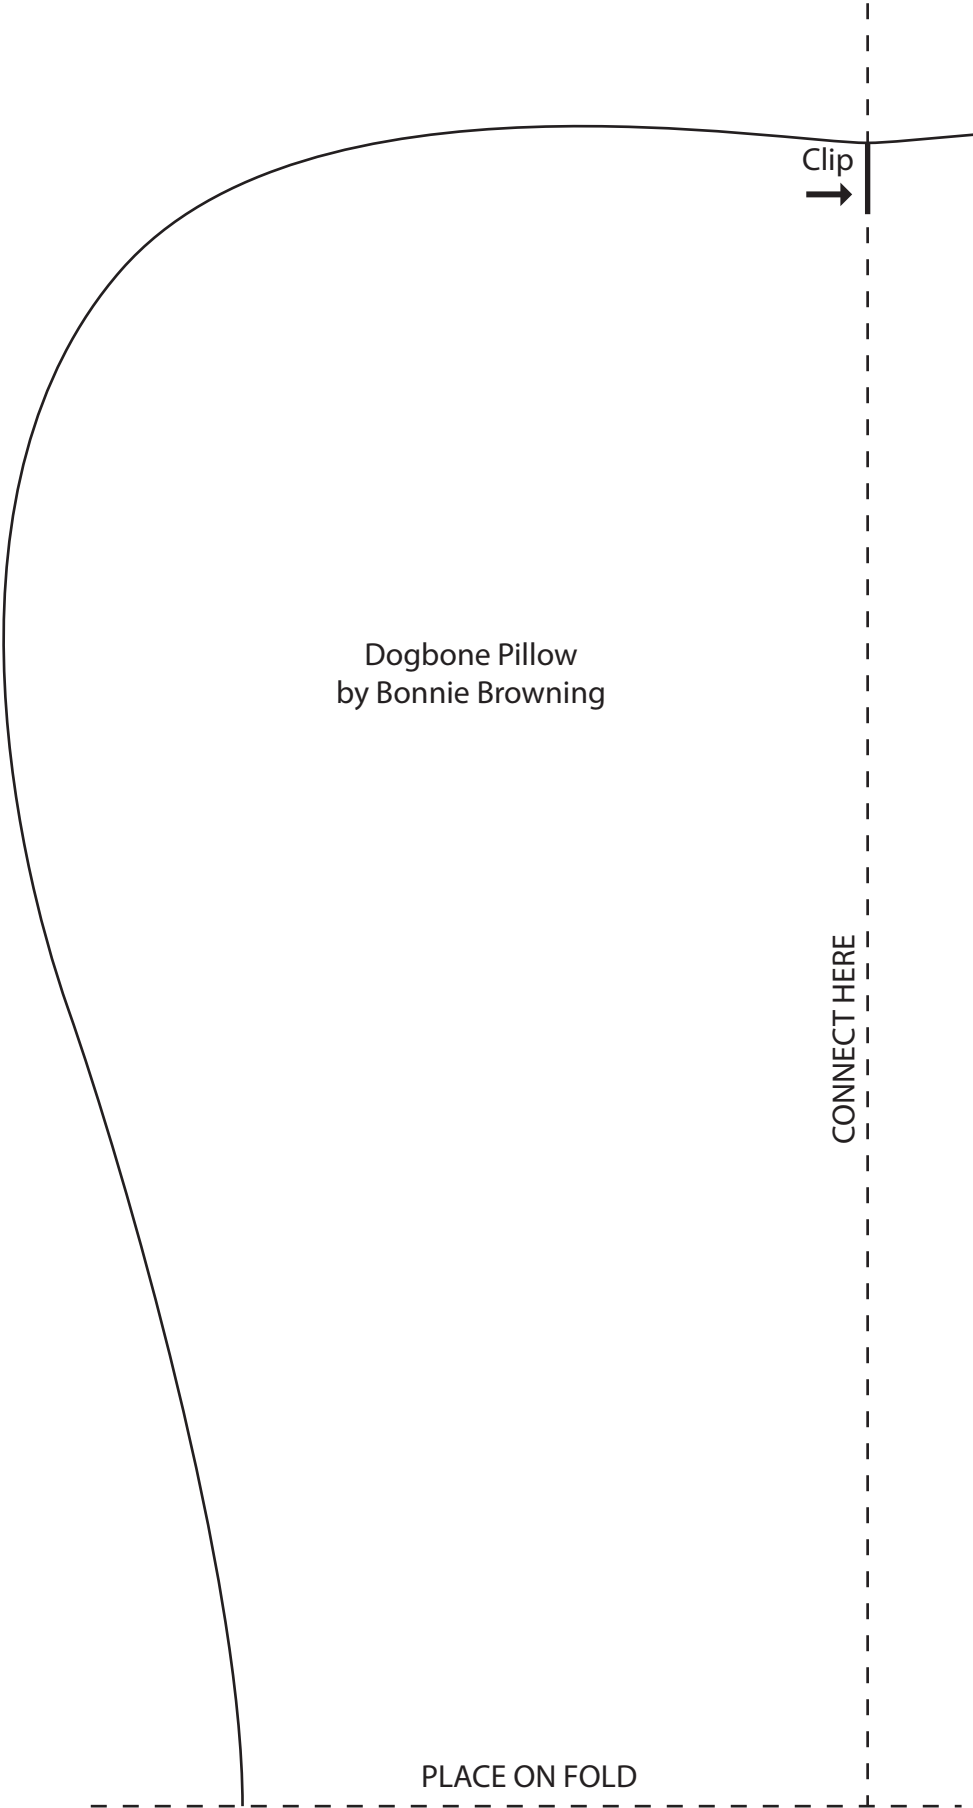 Clip
Dogbone Pillow
by Bonnie Browning
CONNECT HERE
PLACE ON FOLD